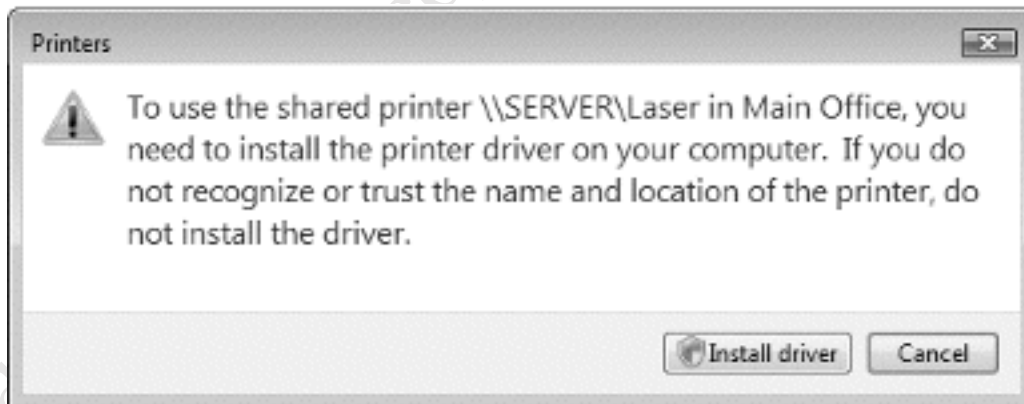 Printers
To use the shared printer \\SERVER\Laser in Main Office, you
need to install the printer driver on your computer. If you do
not recognize or trust the name and location of the printer, do
not install the driver.
Install driver Cancel